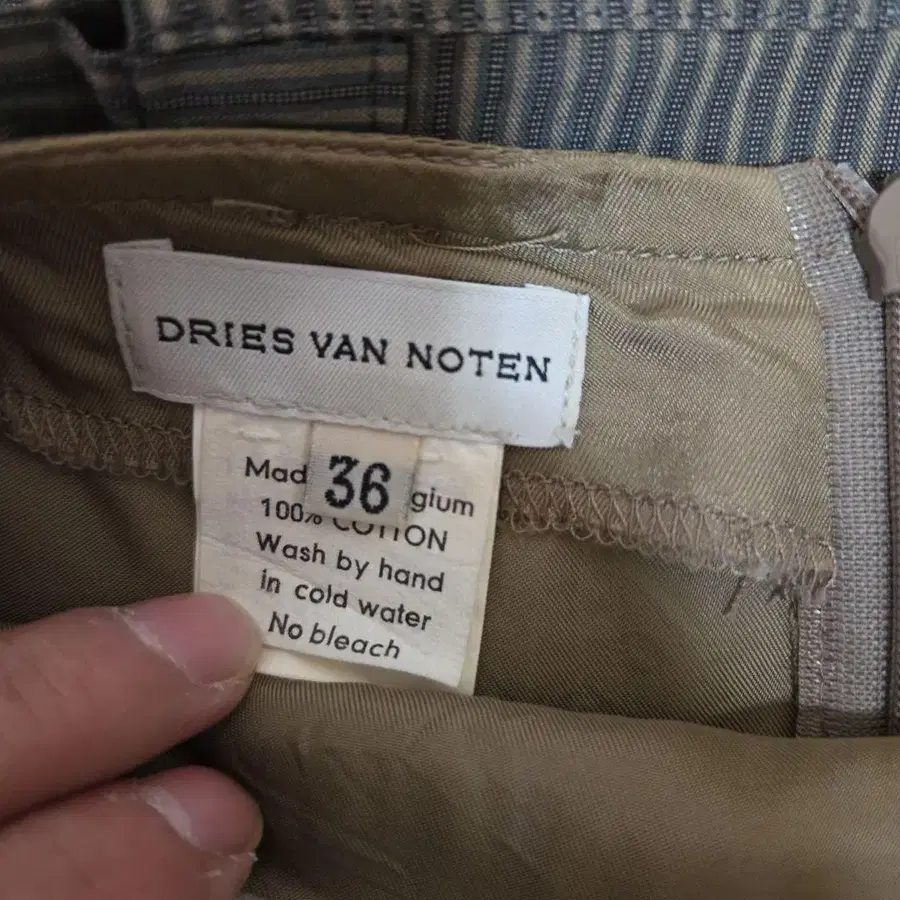 DRIES VAN NOTEN
36
Mad gium
100% COTTON
Wash by hand
in cold water
No bleach